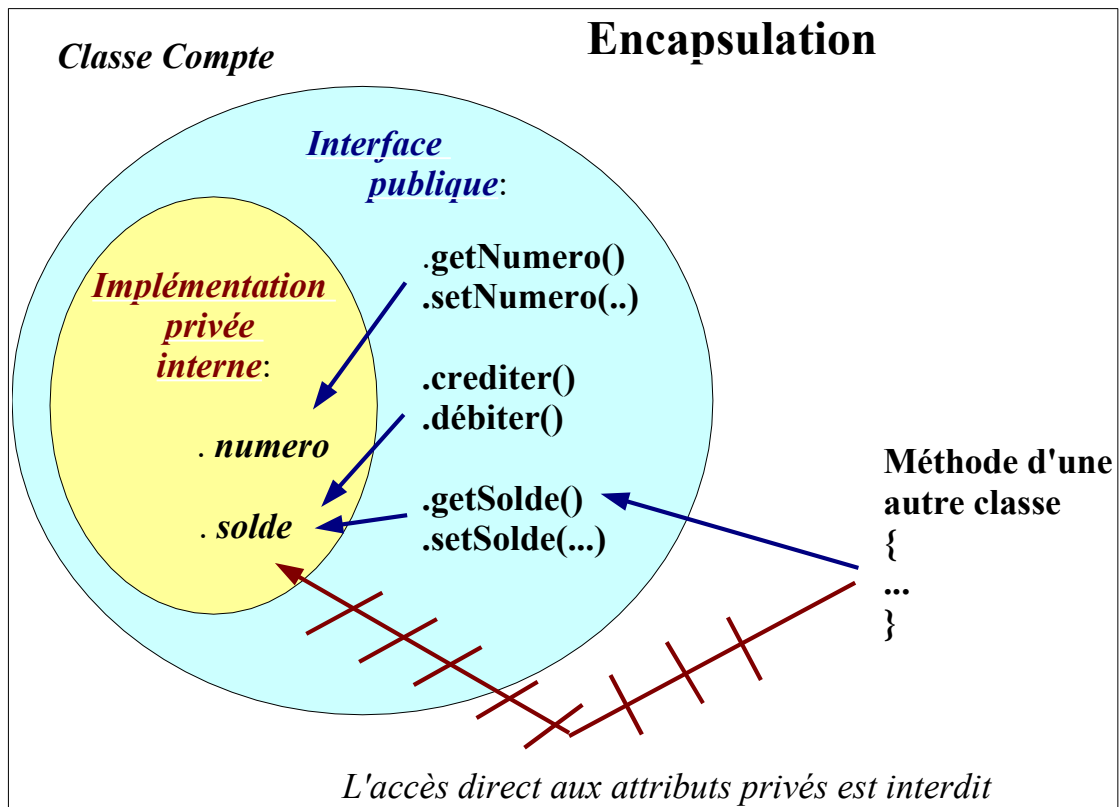 Encapsulation
Classe Compte
Interface
publique:
.getNumero()
.setNumero(..)
Implémentation
privée
interne:
.crediter()
.débiter()
. numero
.getSolde()
.setSolde(...)
. solde
Méthode d'une
autre classe
{
...
}
L'accès direct aux attributs privés est interdit